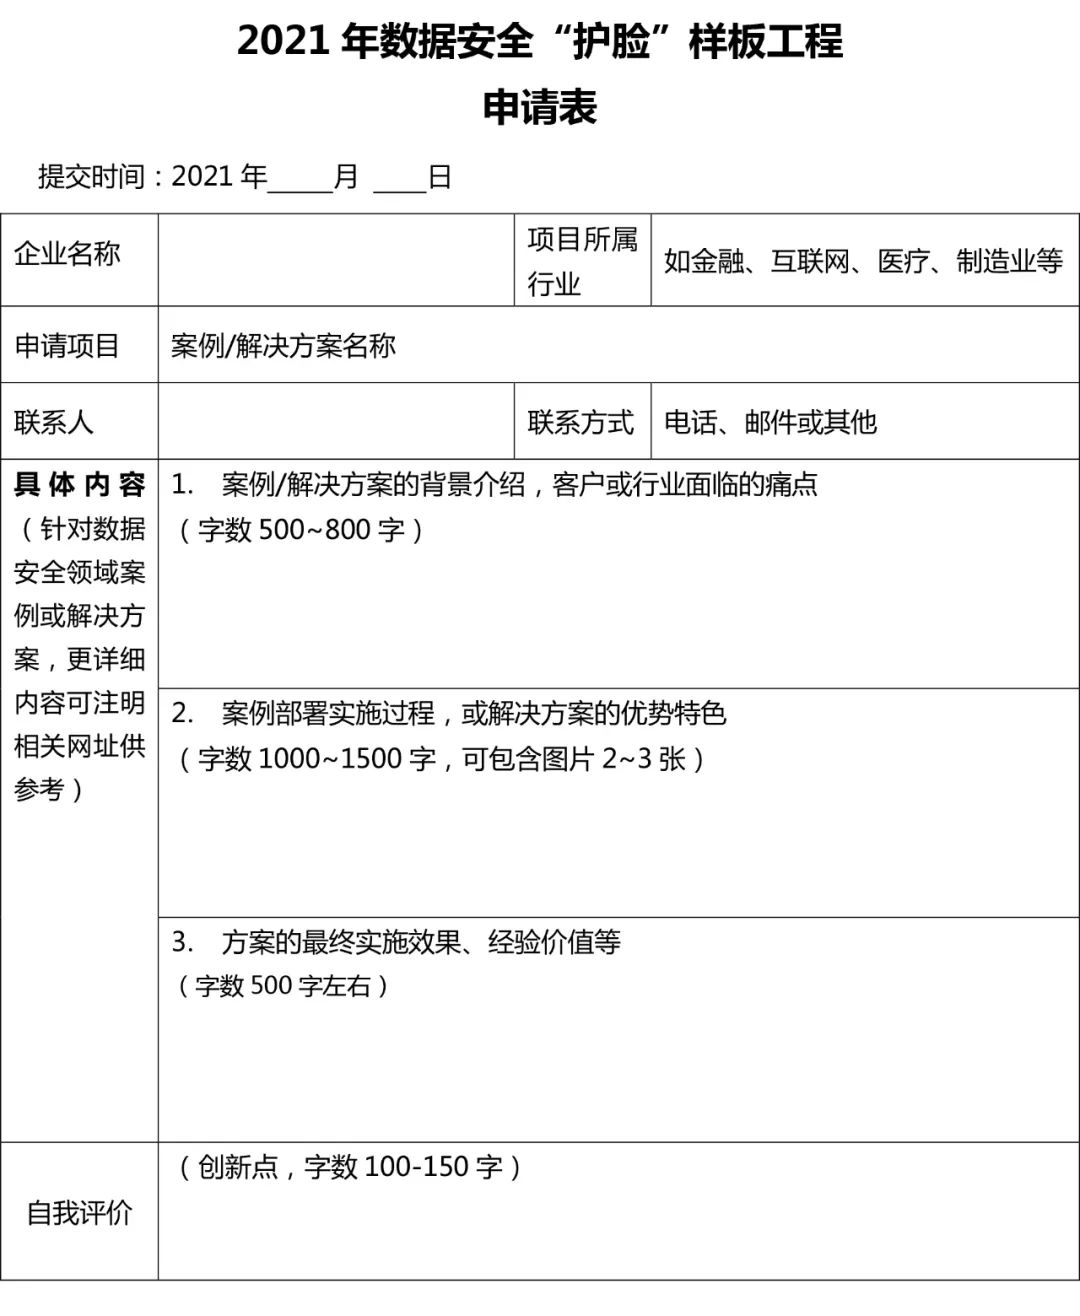 2021 年数据安全“护脸”样板工程
申请表
提交时间：2021 年_____月 ____日
企业名称
项目所属
行业
如金融、互联网、医疗、制造业等
申请项目
案例/解决方案名称
联系人
联系方式
电话、邮件或其他
具体内容
（针对数据
安全领域案
例或解决方
案，更详细
内容可注明
相关网址供
参考）
1. 案例/解决方案的背景介绍，客户或行业面临的痛点
（字数 500~800 字）
2. 案例部署实施过程，或解决方案的优势特色
（字数 1000~1500 字，可包含图片 2~3 张）
3. 方案的最终实施效果、经验价值等
（字数 500 字左右）
自我评价
（创新点，字数 100-150 字）